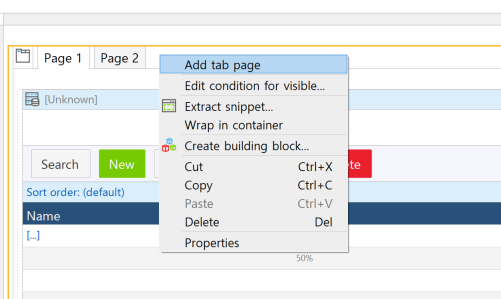 Page 1
Page 2
Add tab page
Edit condition for visible...
[Unknown]
Extract snippet...
Wrap in container
Create building block...
Search
New
Cut Ctrl+X
Copy Ctrl+C
Paste Ctrl+V
Delete Del
Properties
Sort order: (default)
Name
[...]
50%